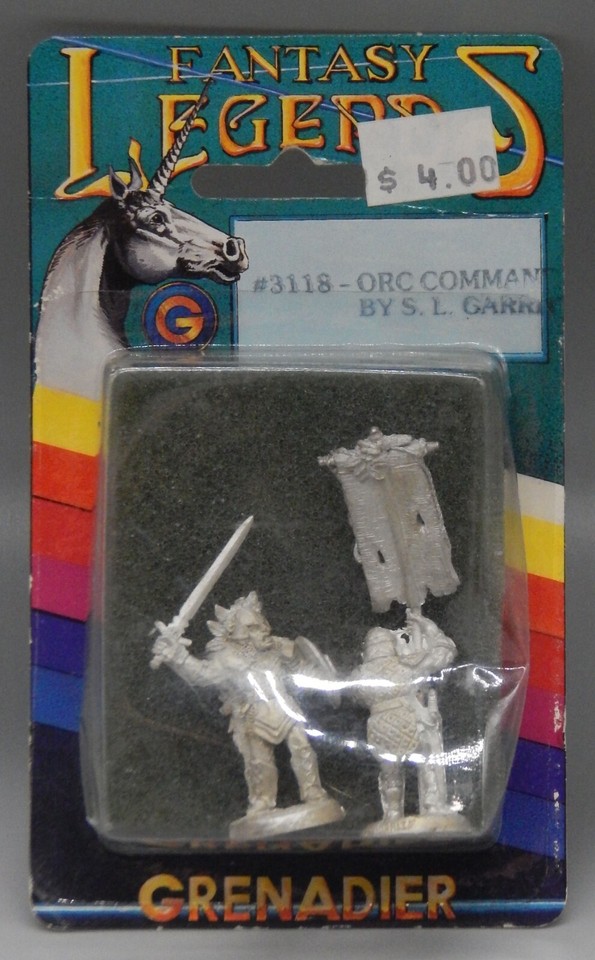 FANTASY
LEGENDS
$ 4.00
#3118 - ORC COMMAN
BY S. L. GARR
G
GRENADIER